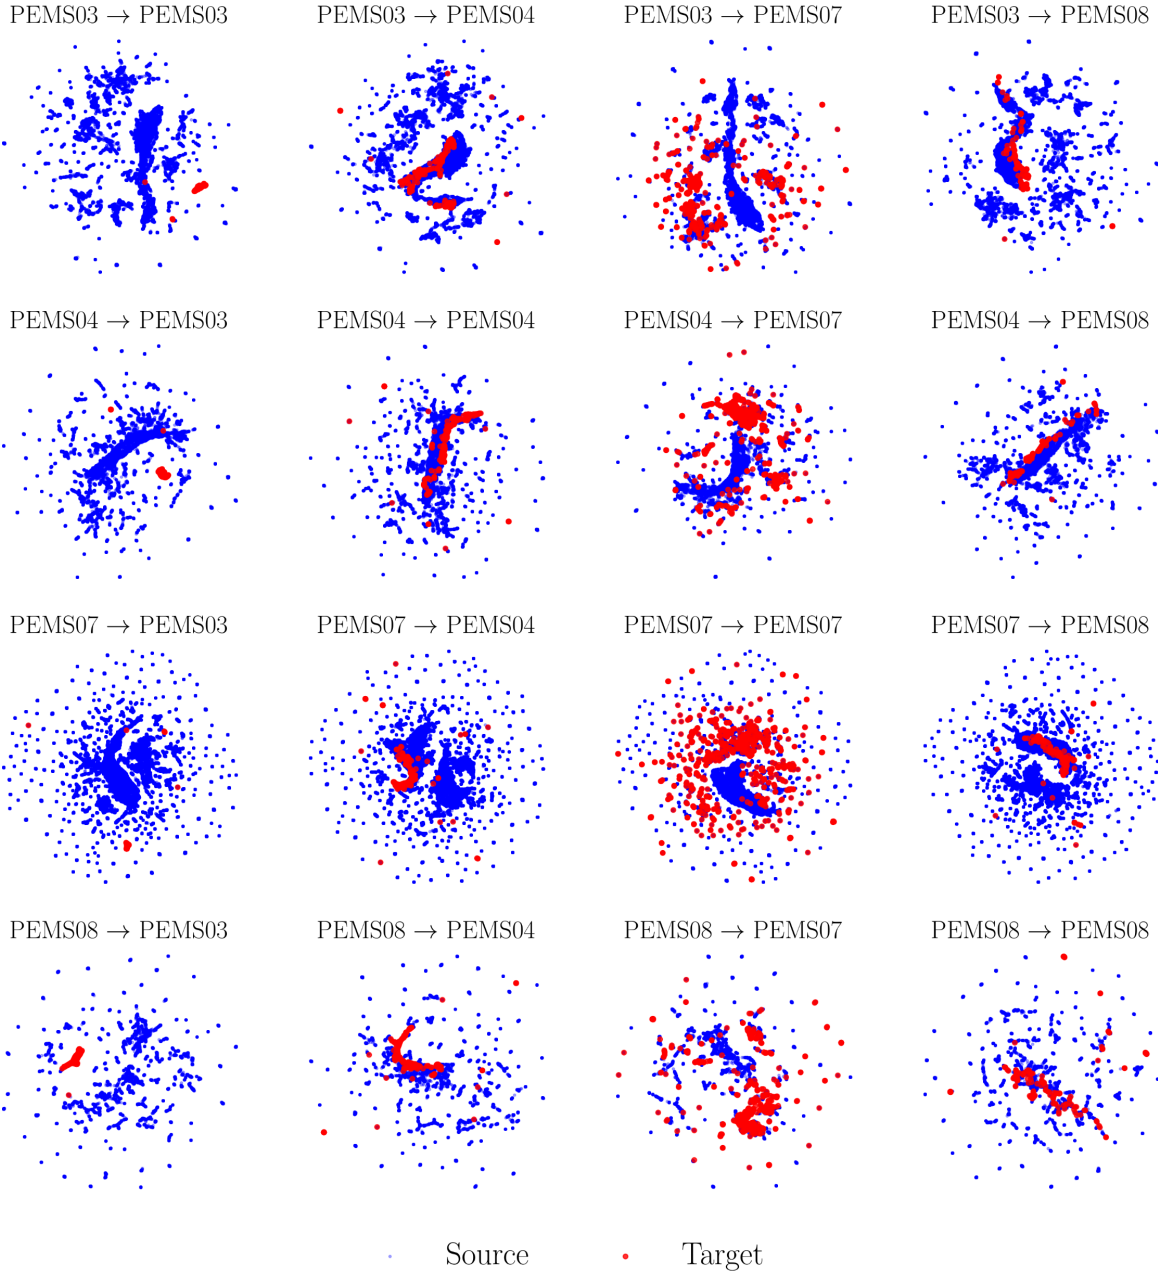 PEMS03 → PEMS03
PEMS03 → PEMS04
PEMS03 → PEMS07
PEMS03 → PEMS08
PEMS04 → PEMS03
PEMS04 → PEMS04
PEMS04 → PEMS07
PEMS04 → PEMS08
PEMS07 → PEMS03
PEMS07 → PEMS04
PEMS07 → PEMS07
PEMS07 → PEMS08
PEMS08 → PEMS03
PEMS08 → PEMS04
PEMS08 → PEMS07
PEMS08 → PEMS08
Source
Target